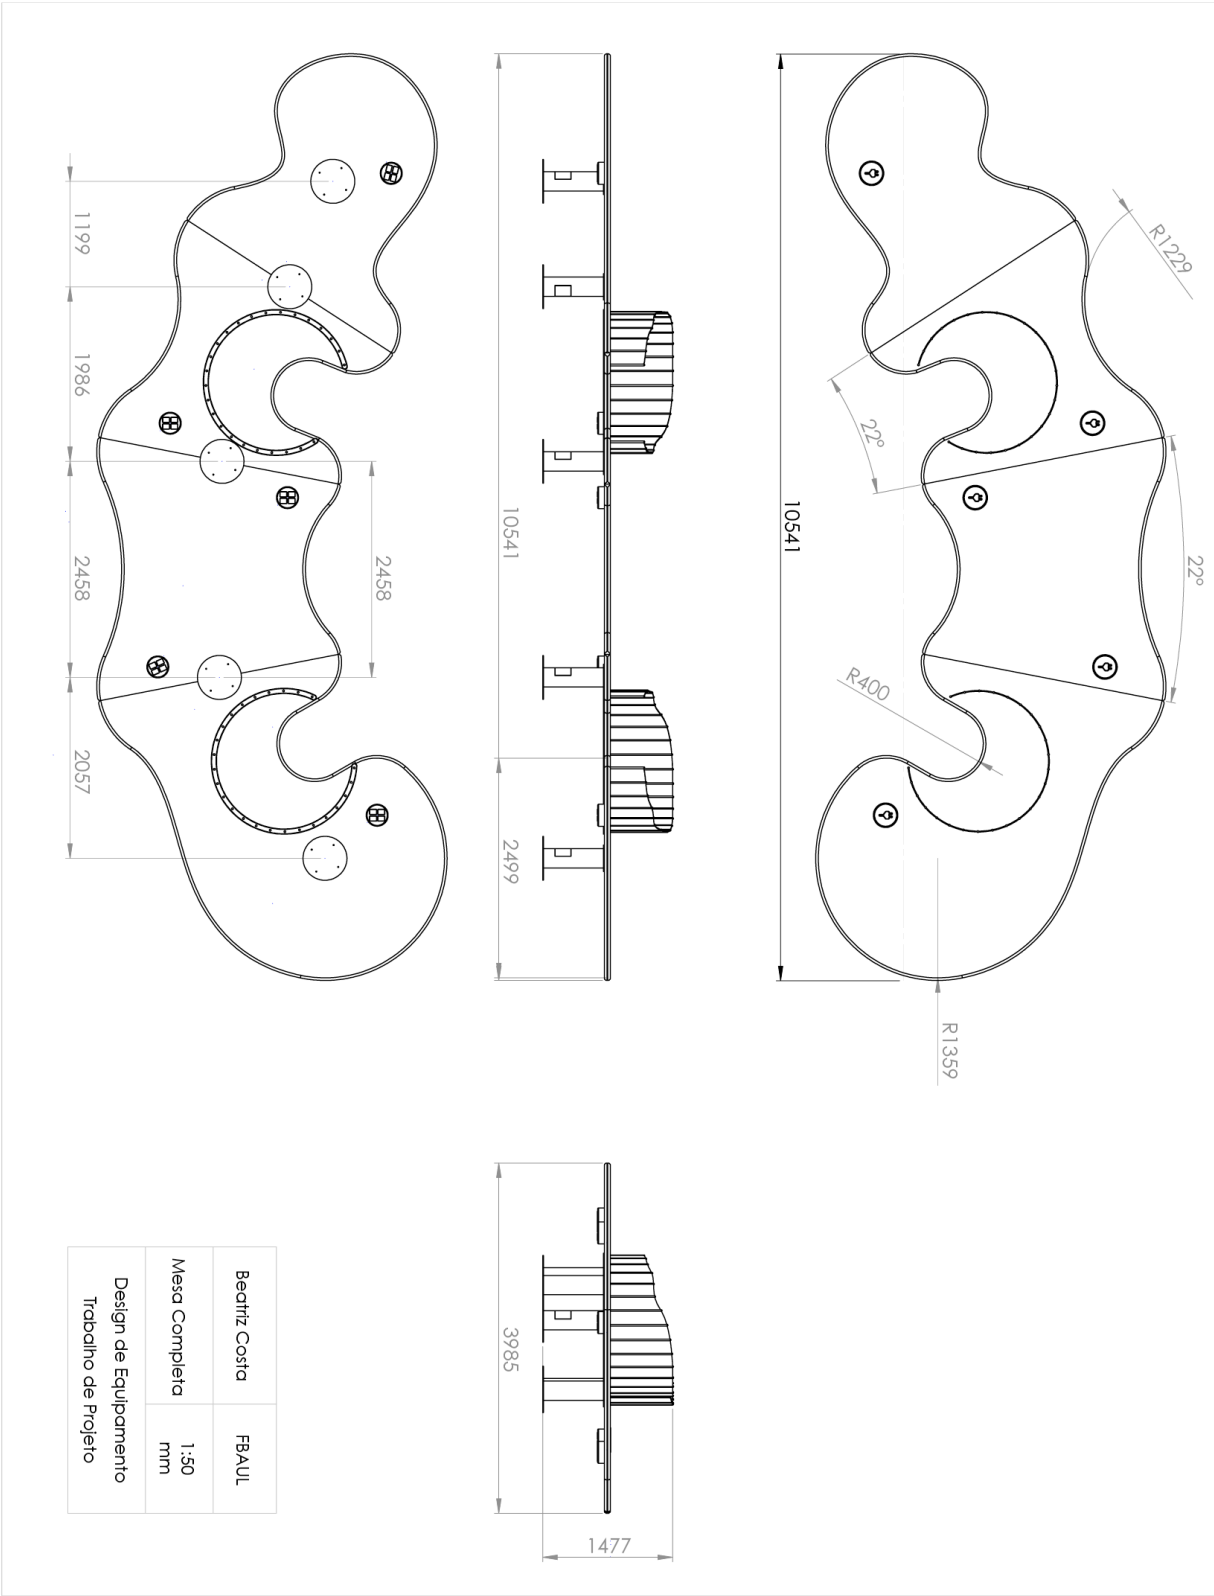 10541
R1229
22°
22°
R400
R1359
10541
2499
3985
1477
1199
1986
2458
2458
2057
Beatriz Costa
FBAUL
Mesa Completa
1:50
mm
Design de Equipamento
Trabalho de Projeto